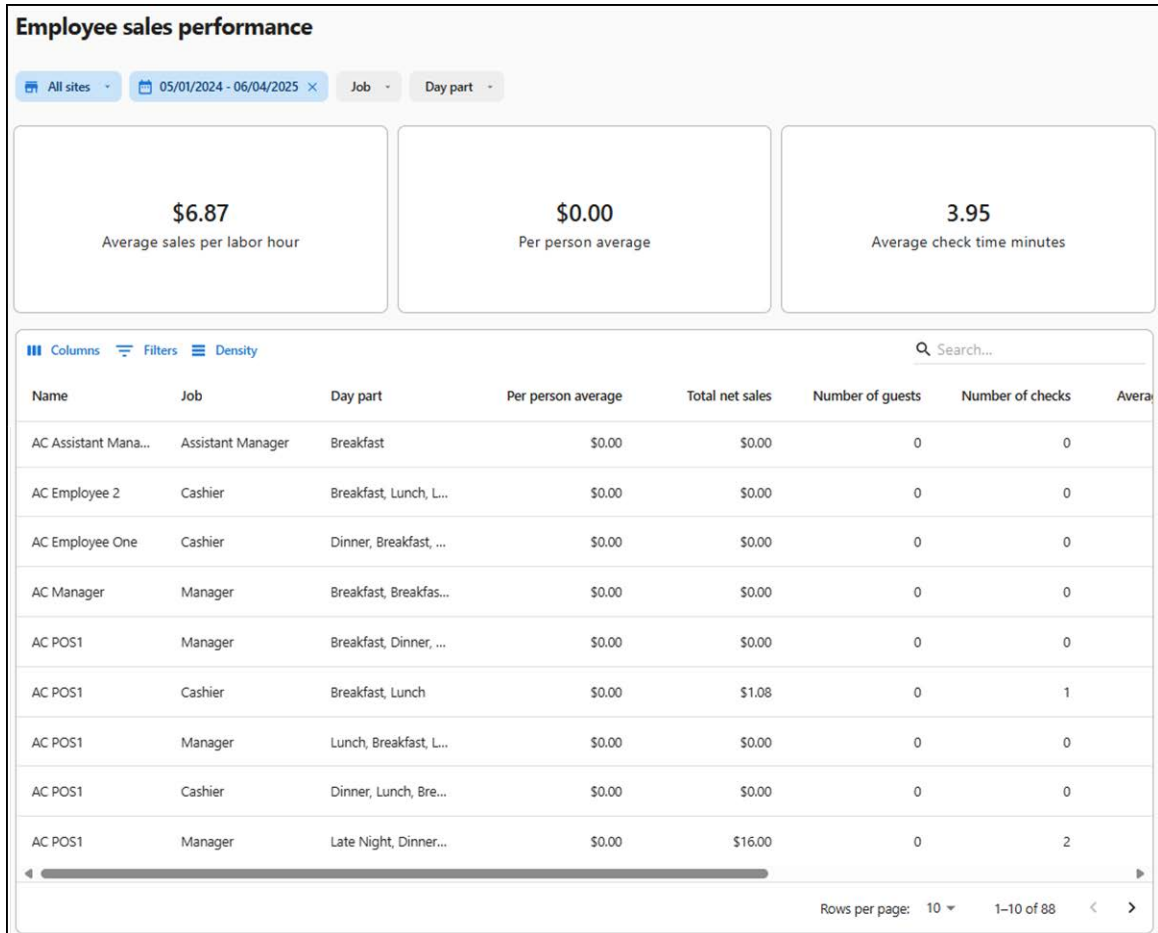 Employee sales performance
All sites 05/01/2024 - 06/04/2025 Job Day part
$6.87 $0.00 3.95
Average sales per labor hour Per person average Average check time minutes
Columns Filters Density Search...
Name Job Day part Per person average Total net sales Number of guests Number of checks Avera
AC Assistant Mana... Assistant Manager Breakfast $0.00 $0.00 0 0
AC Employee 2 Cashier Breakfast, Lunch, L... $0.00 $0.00 0 0
AC Employee One Cashier Dinner, Breakfast, ... $0.00 $0.00 0 0
AC Manager Manager Breakfast, Breakfas... $0.00 $0.00 0 0
AC POS1 Manager Breakfast, Dinner, ... $0.00 $0.00 0 0
AC POS1 Cashier Breakfast, Lunch $0.00 $1.08 0 1
AC POS1 Manager Lunch, Breakfast, L... $0.00 $0.00 0 0
AC POS1 Cashier Dinner, Lunch, Bre... $0.00 $0.00 0 0
AC POS1 Manager Late Night, Dinner... $0.00 $16.00 0 2
Rows per page: 10 1–10 of 88